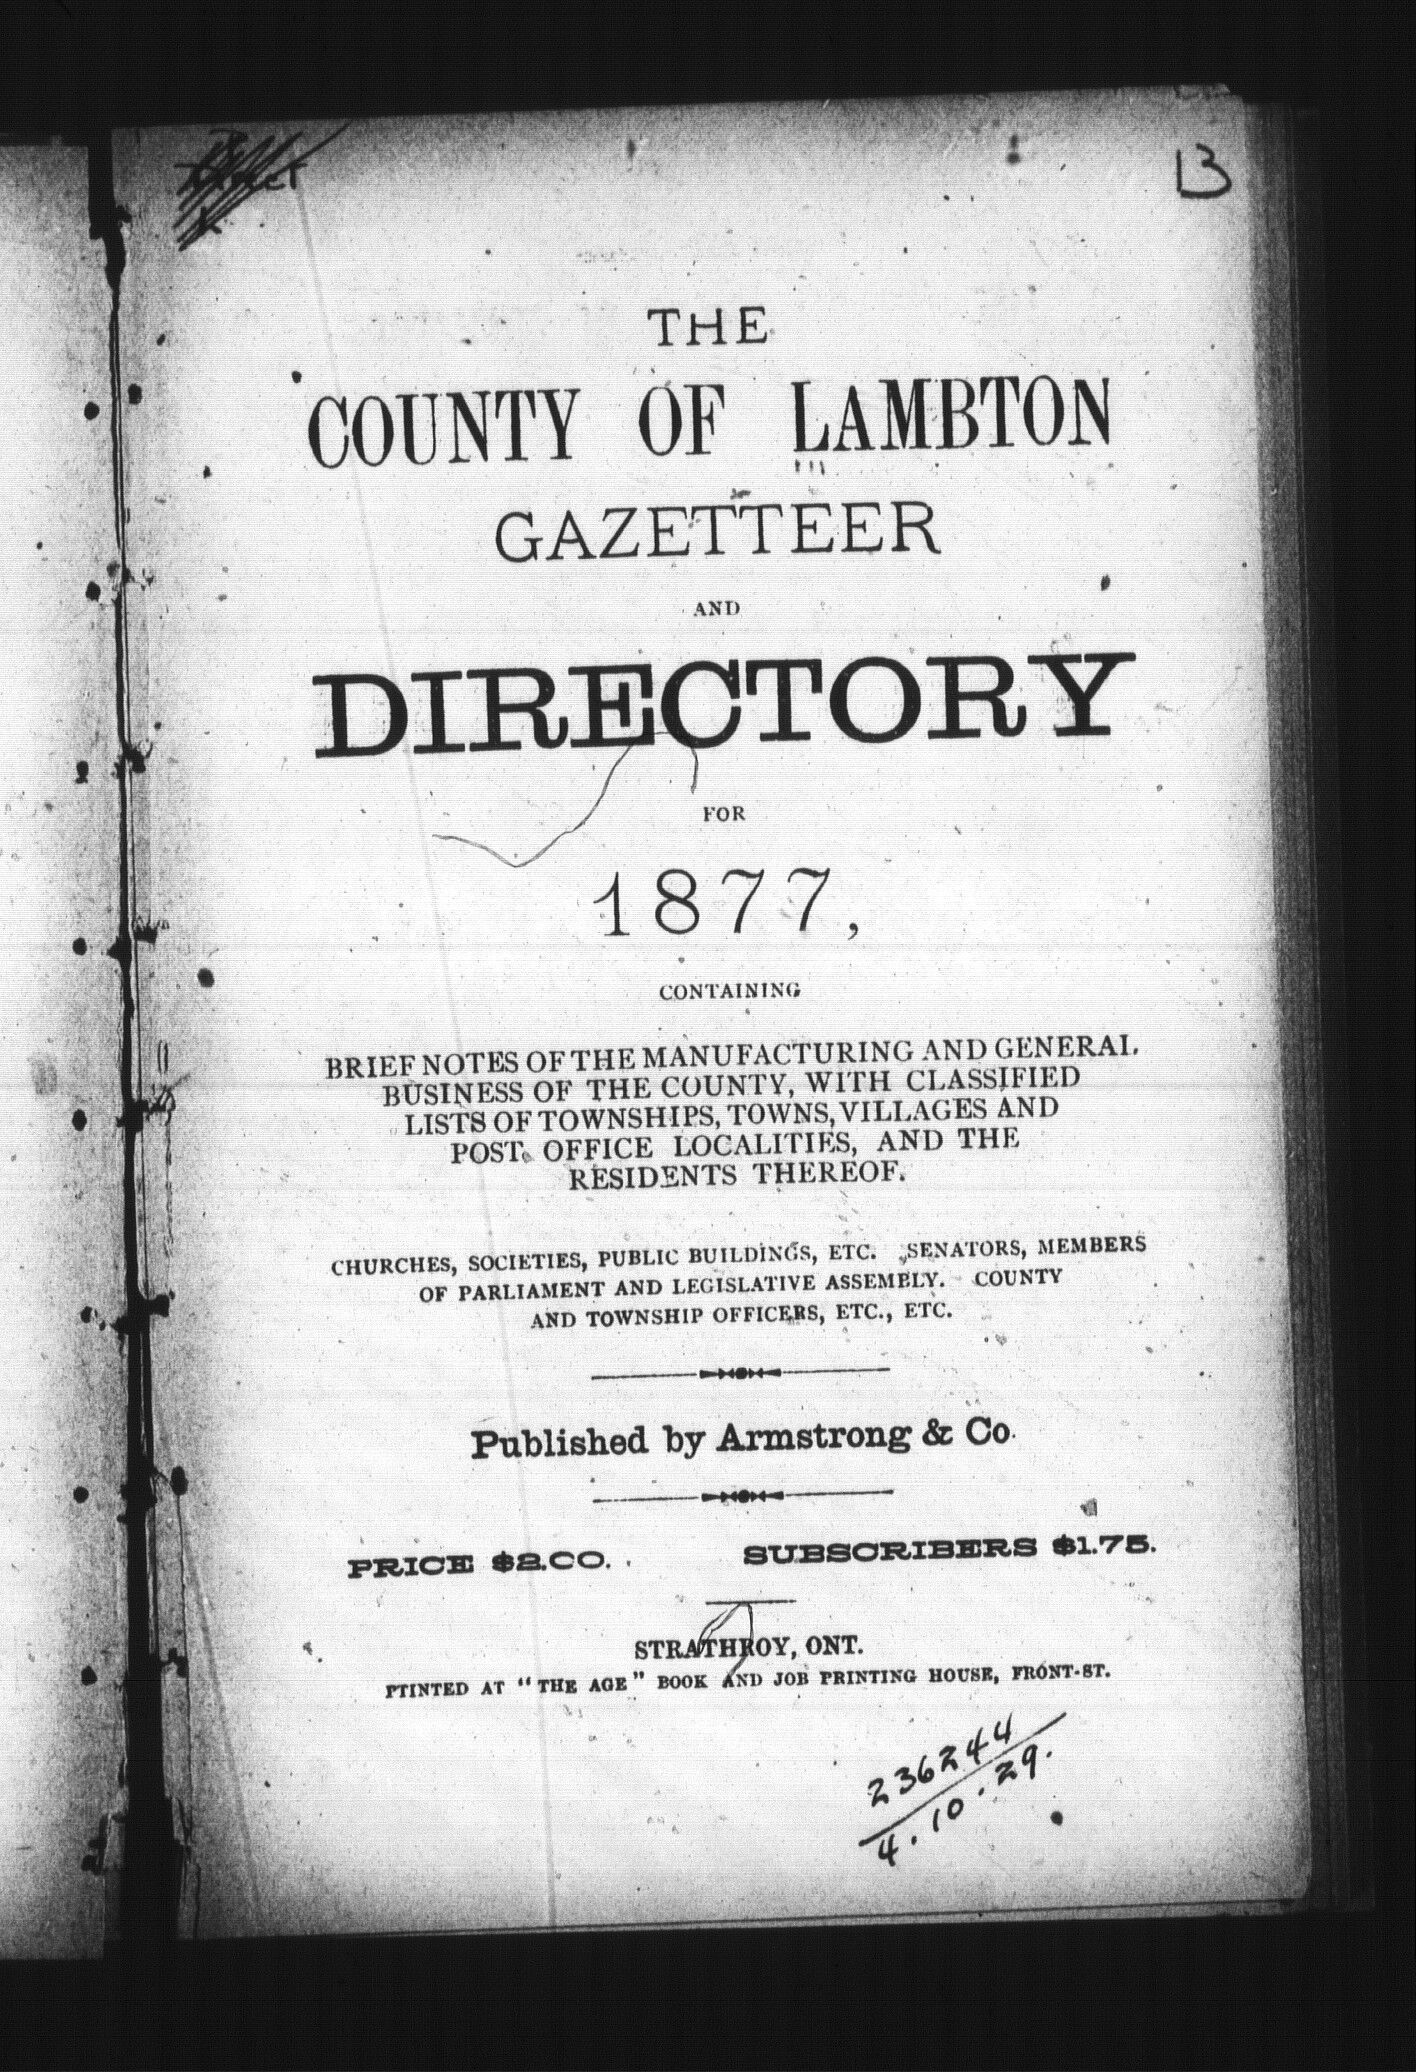 B
THE
COUNTY OF LAMBTON
GAZETTEER
AND
DIRECTORY
FOR
1877,
CONTAINING
BRIEF NOTES OF THE MANUFACTURING AND GENERAL
BUSINESS OF THE COUNTY, WITH CLASSIFIED
LISTS OF TOWNSHIPS, TOWNS, VILLAGES AND
POST OFFICE LOCALITIES, AND THE
RESIDENTS THEREOF.
CHURCHES, SOCIETIES, PUBLIC BUILDINGS, ETC. SENATORS, MEMBERS
OF PARLIAMENT AND LEGISLATIVE ASSEMBLY. COUNTY
AND TOWNSHIP OFFICERS, ETC., ETC.
Published by Armstrong & Co.
PRICE $2.CO.
SUBSCRIBERS $1.75.
STRATHROY, ONT.
PTINTED AT "THE AGE" BOOK AND JOB PRINTING HOUSE, FRONT-ST.
236244
4.10.29.